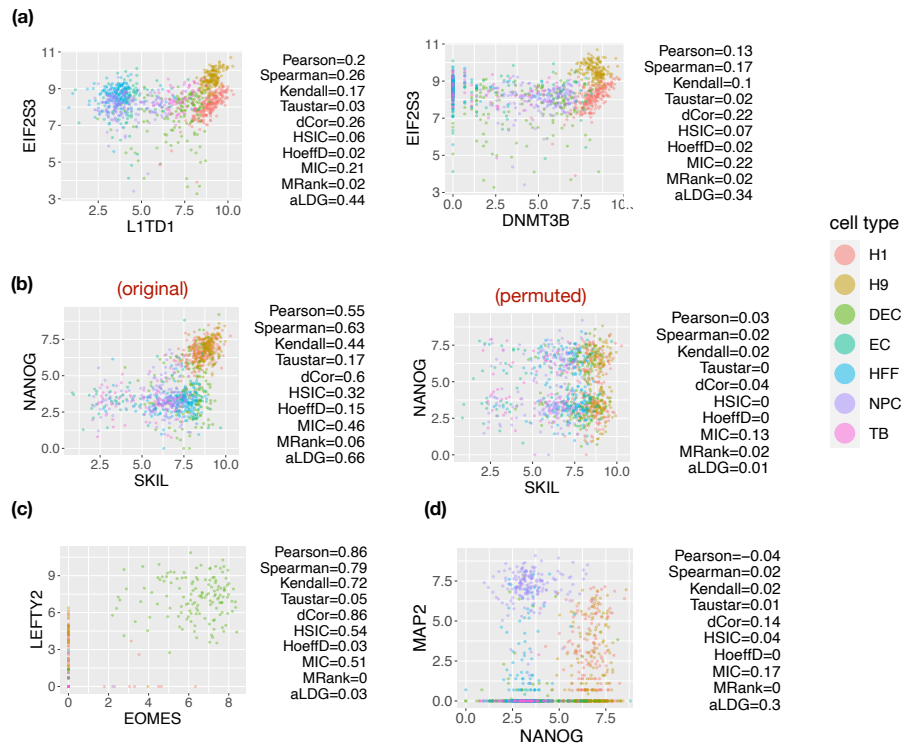 (a)
11
9
EIF2S3
7
5
3
2.5 5.0 7.5 10.0
L1TD1
Pearson=0.2
Spearman=0.26
Kendall=0.17
Taustar=0.03
dCor=0.26
HSIC=0.06
HoeffD=0.02
MIC=0.21
MRank=0.02
aLDG=0.44
11
9
EIF2S3
7
5
3
0.0 2.5 5.0 7.5
DNMT3B
Pearson=0.13
Spearman=0.17
Kendall=0.1
Taustar=0.02
dCor=0.22
HSIC=0.07
HoeffD=0.02
MIC=0.22
MRank=0.02
aLDG=0.34
cell type
H1
H9
DEC
EC
HFF
NPC
TB
(b)
(original)
7.5
5.0
NANOG
2.5
0.0
2.5 5.0 7.5 10.0
SKIL
Pearson=0.55
Spearman=0.63
Kendall=0.44
Taustar=0.17
dCor=0.6
HSIC=0.32
HoeffD=0.15
MIC=0.46
MRank=0.06
aLDG=0.66
(permuted)
7.5
5.0
NANOG
2.5
0.0
2.5 5.0 7.5 10.0
SKIL
Pearson=0.03
Spearman=0.02
Kendall=0.02
Taustar=0
dCor=0.04
HSIC=0
HoeffD=0
MIC=0.13
MRank=0.02
aLDG=0.01
(c)
9
6
LEFTY2
3
0
0 2 4 6 8
EOMES
Pearson=0.86
Spearman=0.79
Kendall=0.72
Taustar=0.05
dCor=0.86
HSIC=0.54
HoeffD=0.03
MIC=0.51
MRank=0
aLDG=0.03
(d)
7.5
5.0
MAP2
2.5
0.0
0.0 2.5 5.0 7.5
NANOG
Pearson=−0.04
Spearman=0.02
Kendall=0.02
Taustar=0.01
dCor=0.14
HSIC=0.04
HoeffD=0
MIC=0.17
MRank=0
aLDG=0.3